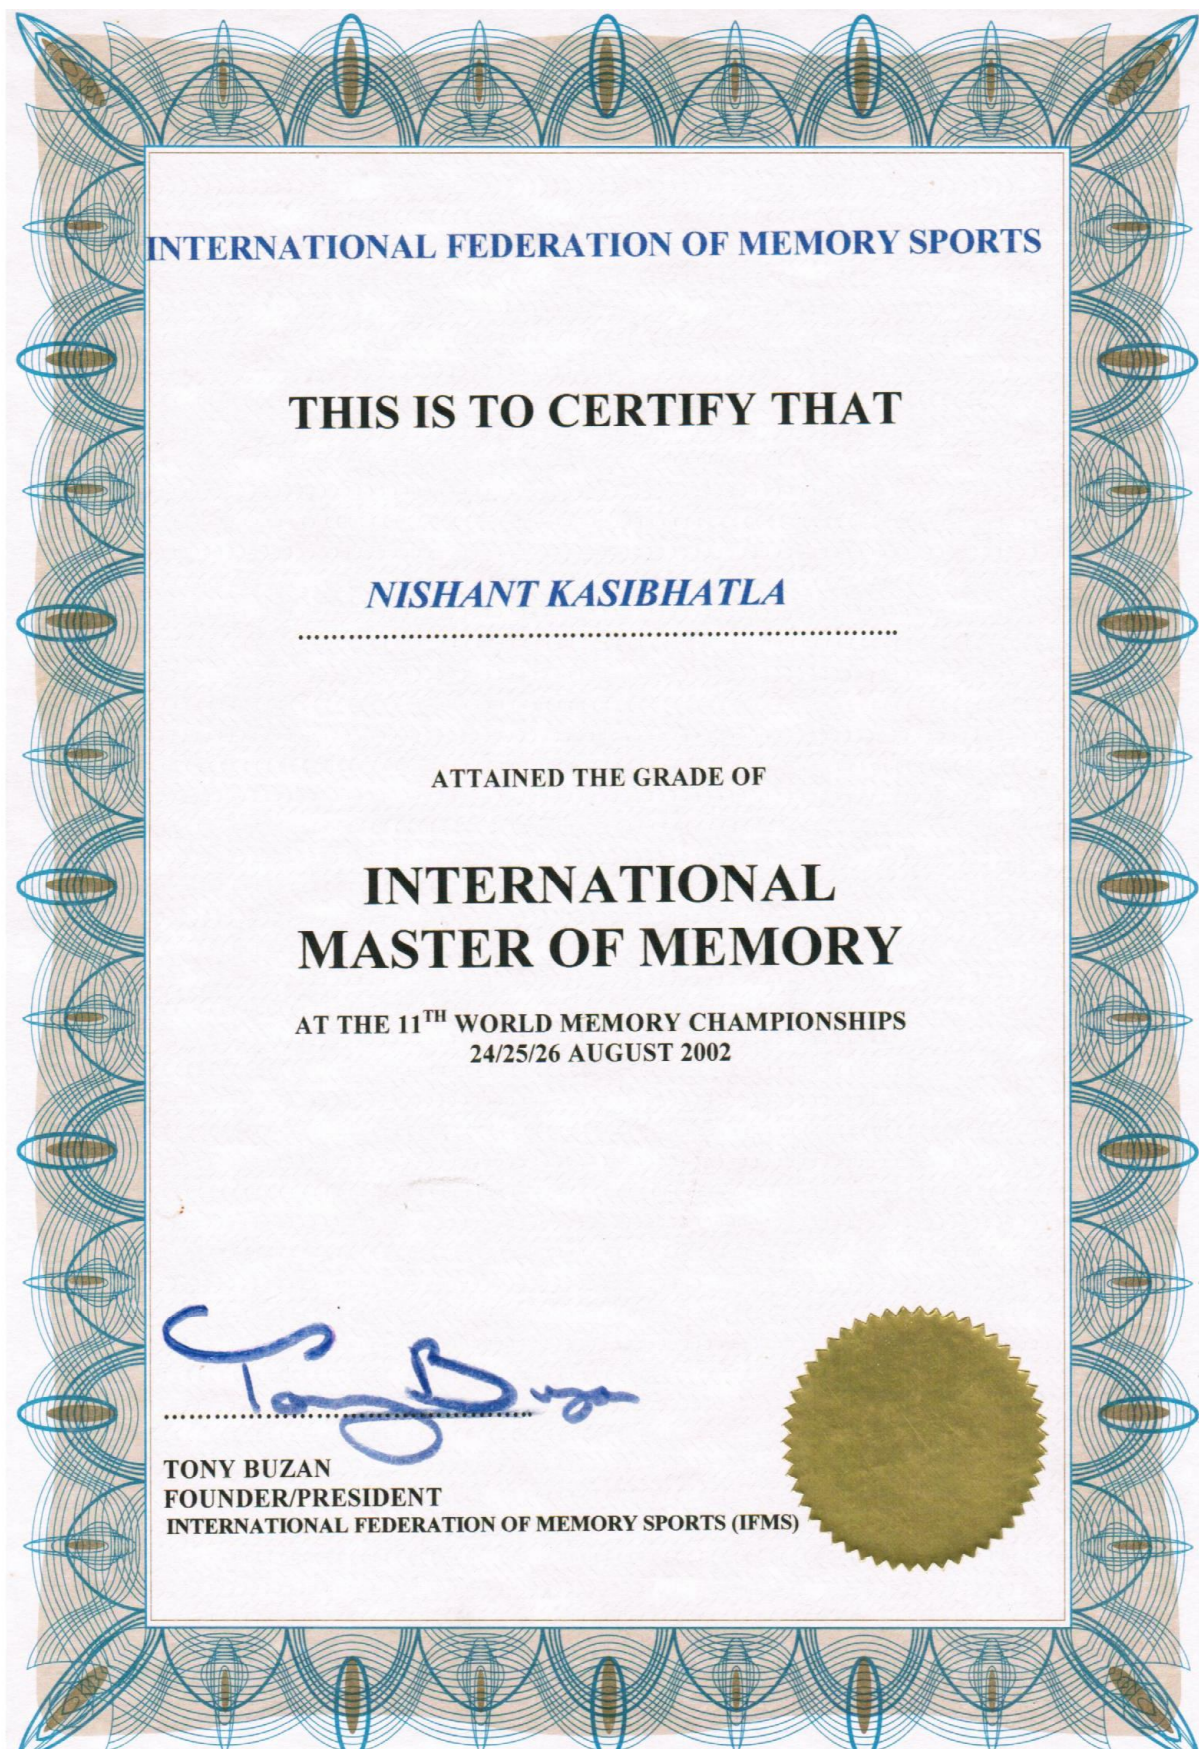 INTERNATIONAL FEDERATION OF MEMORY SPORTS
THIS IS TO CERTIFY THAT
NISHANT KASIBHATLA
ATTAINED THE GRADE OF
INTERNATIONAL
MASTER OF MEMORY
AT THE 11TH WORLD MEMORY CHAMPIONSHIPS
24/25/26 AUGUST 2002
Tony Buzan
TONY BUZAN
FOUNDER/PRESIDENT
INTERNATIONAL FEDERATION OF MEMORY SPORTS (IFMS)